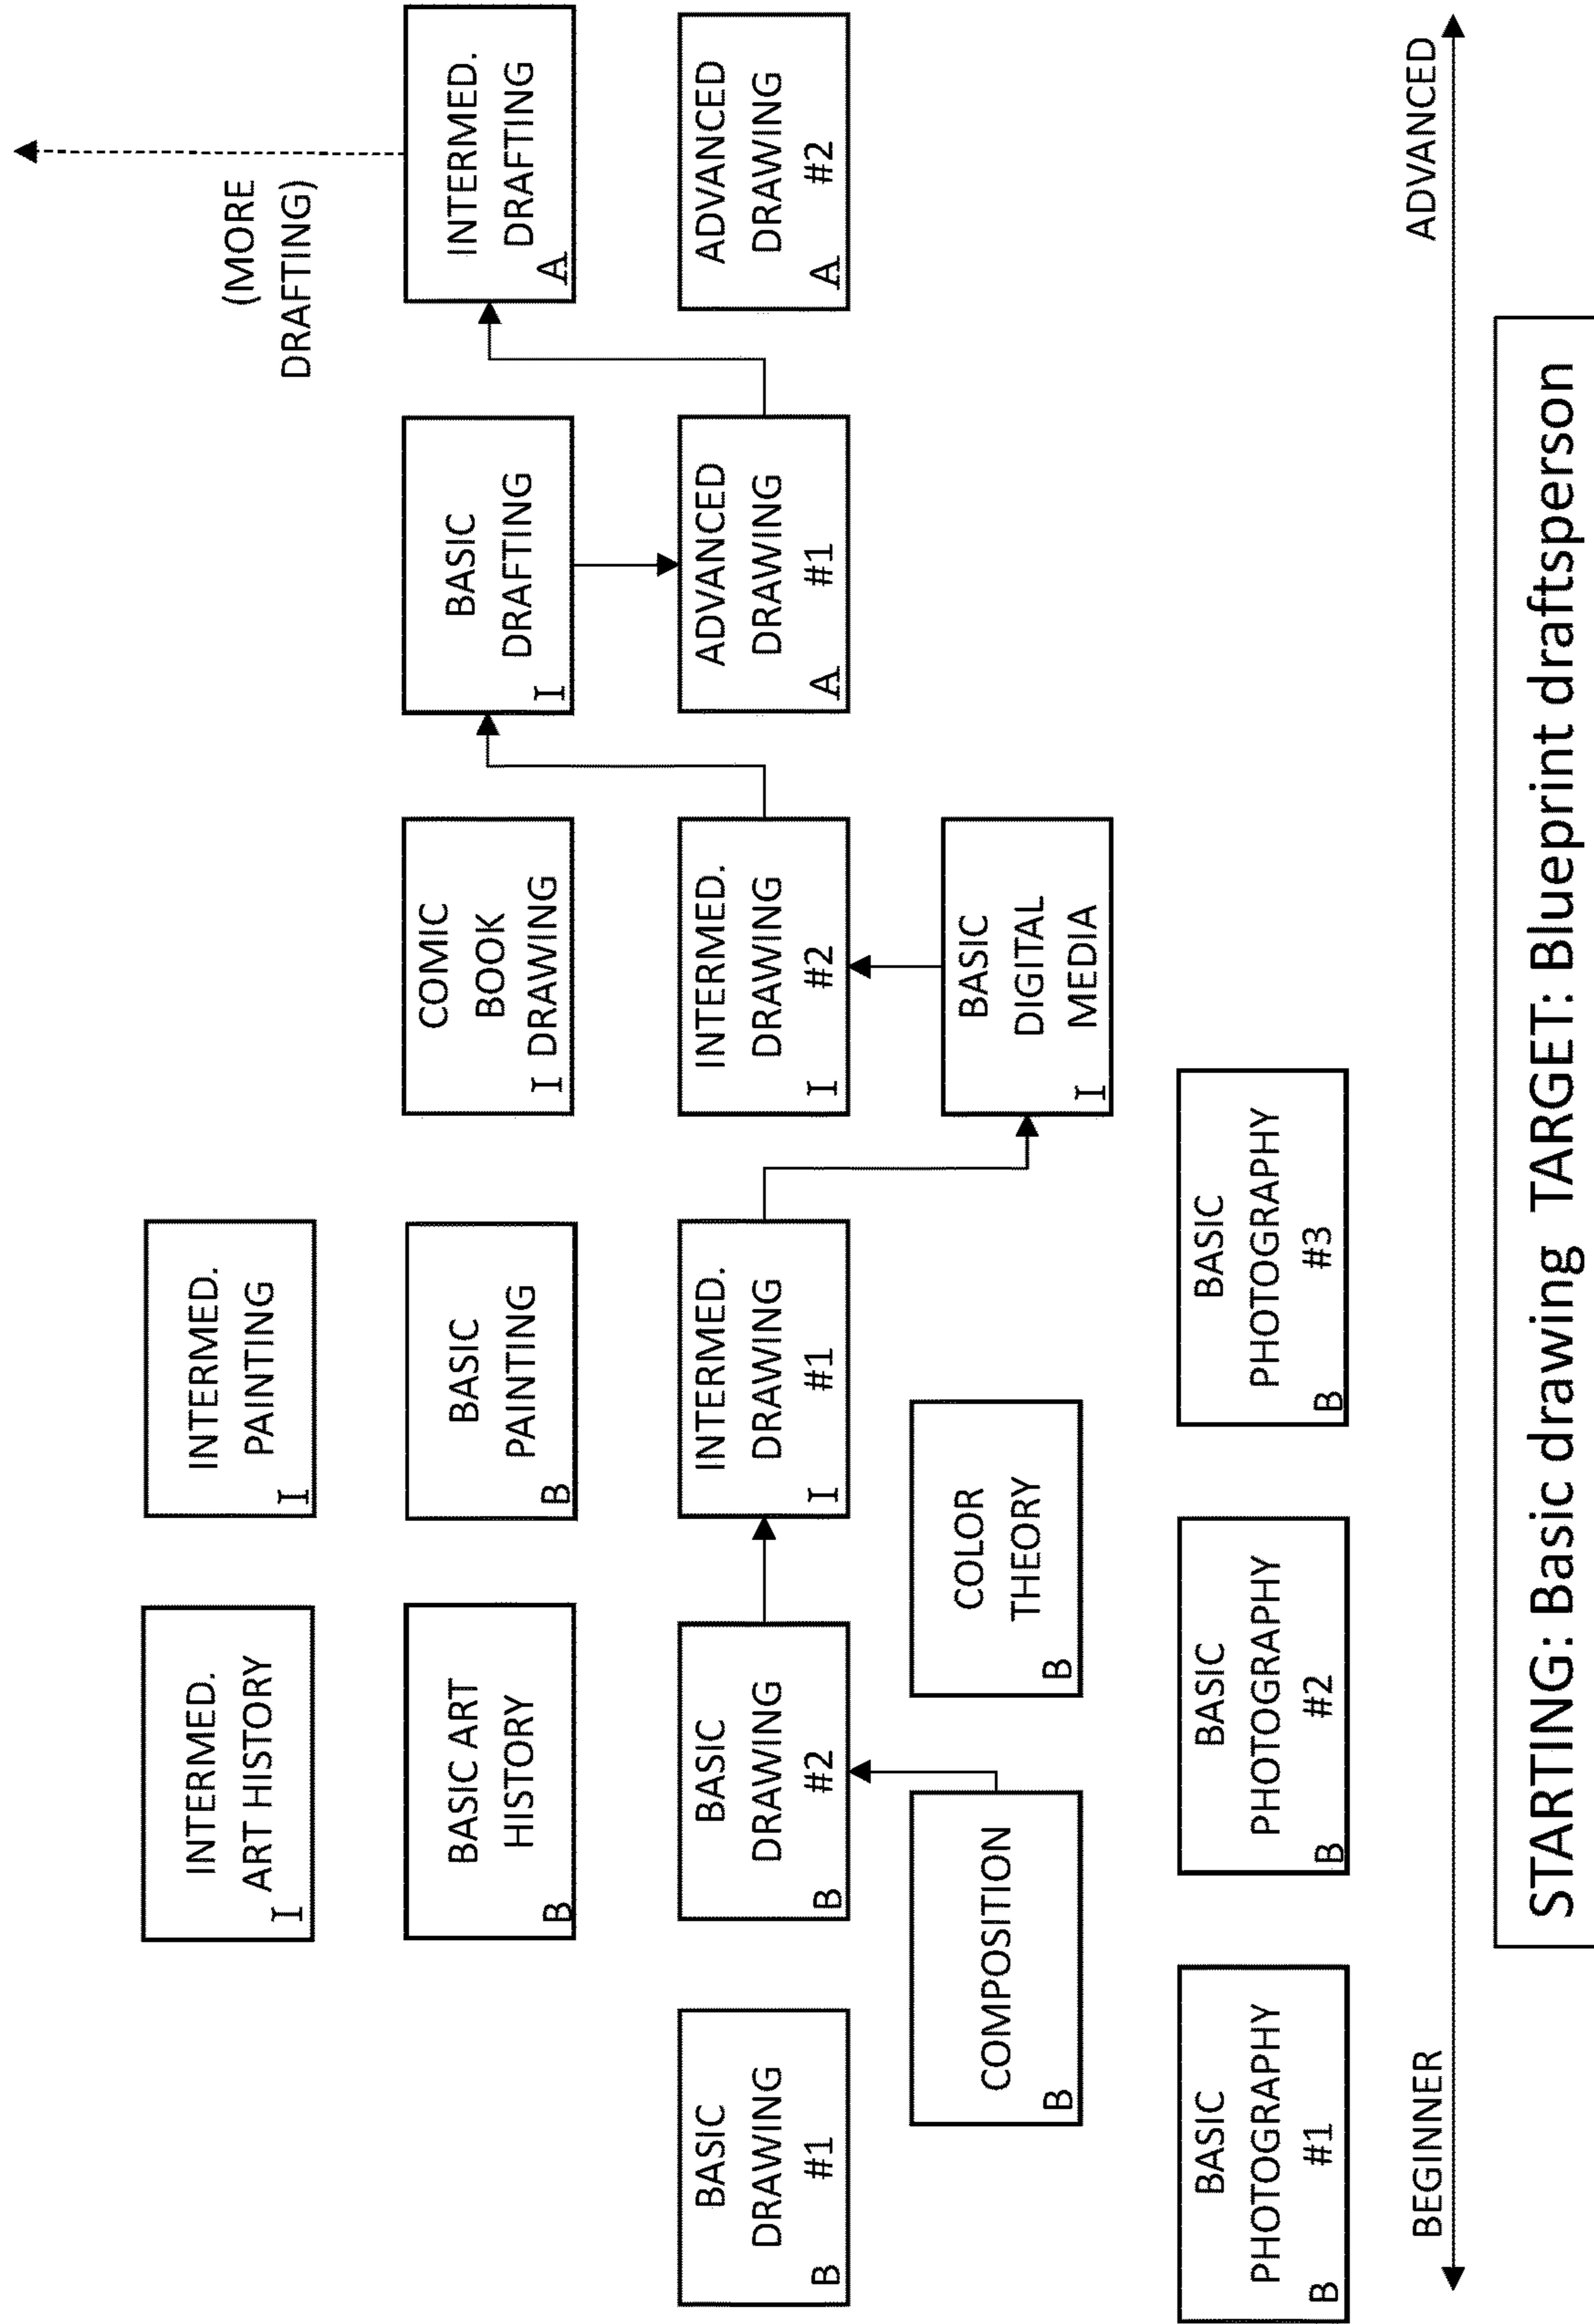 INTERMED.
ART HISTORY
I
INTERMED.
PAINTING
I
(MORE
DRAFTING)
BASIC ART
HISTORY
B
BASIC
PAINTING
B
COMIC
BOOK
I DRAWING
BASIC
DRAFTING
I
INTERMED.
DRAFTING
A
BASIC
DRAWING
B #1
BASIC
DRAWING
B #2
INTERMED.
DRAWING
I #1
INTERMED.
DRAWING
I #2
ADVANCED
DRAWING
A #1
ADVANCED
DRAWING
A #2
COMPOSITION
B
COLOR
THEORY
B
BASIC
DIGITAL
MEDIA
I
BASIC
PHOTOGRAPHY
B #1
BASIC
PHOTOGRAPHY
B #2
BASIC
PHOTOGRAPHY
B #3
BEGINNER
ADVANCED
STARTING: Basic drawing TARGET: Blueprint draftsperson